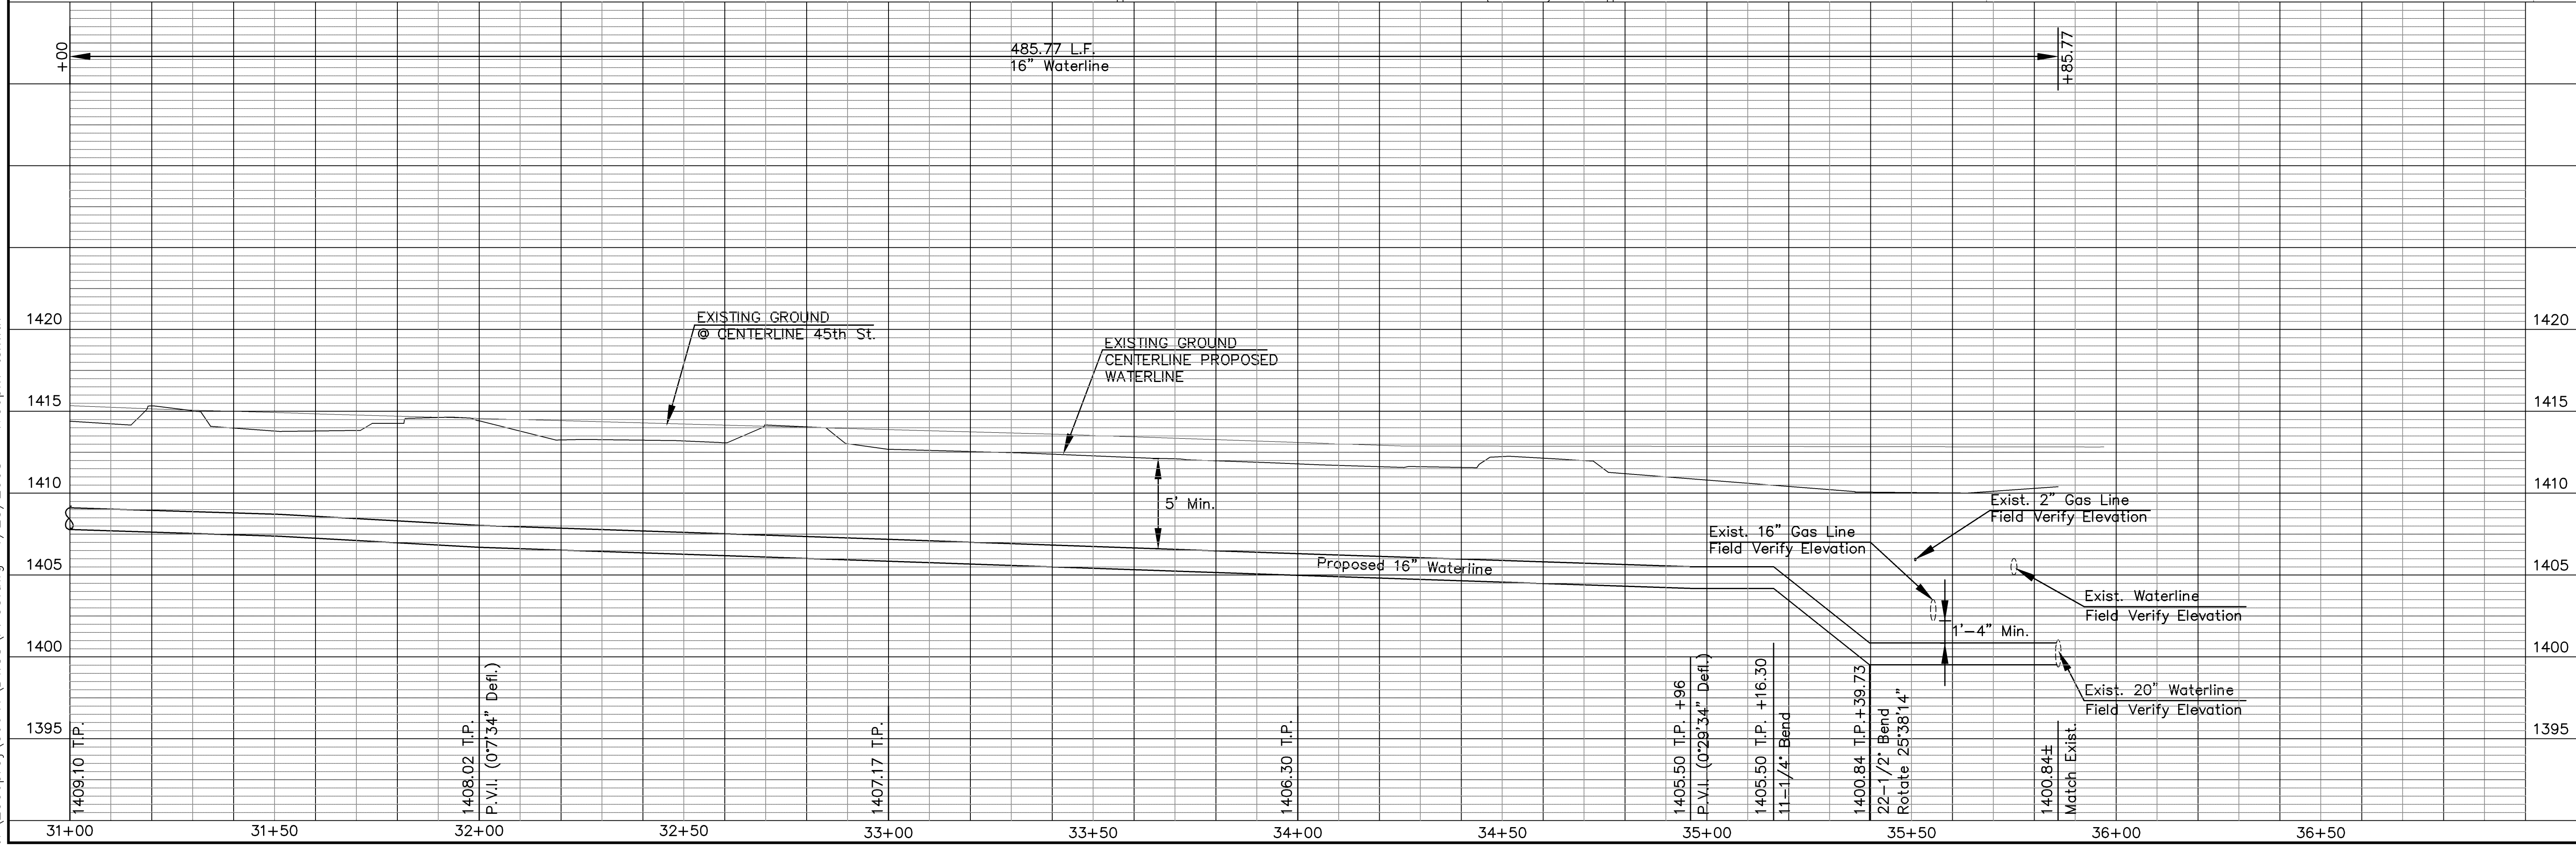 +00
485.77 L.F.
16" Waterline
+85.77
EXISTING GROUND
@ CENTERLINE 45th St.
EXISTING GROUND
CENTERLINE PROPOSED
WATERLINE
5' Min.
Proposed 16" Waterline
Exist. 16" Gas Line
Field Verify Elevation
Exist. 2" Gas Line
Field Verify Elevation
Exist. Waterline
Field Verify Elevation
1'-4" Min.
Exist. 20" Waterline
Field Verify Elevation
1420
1415
1410
1405
1400
1395
1420
1415
1410
1405
1400
1395
1409.10 T.P.
1408.02 T.P.
P.V.I. (0°7'34" Defl.)
1407.17 T.P.
1406.30 T.P.
1405.50 T.P. +96
P.V.I. (0°29'34" Defl.)
1405.50 T.P. +16.30
11-1/4° Bend
1400.84 T.P.+39.73
22-1/2° Bend
Rotate 25°38'14"
1400.84±
Match Exist.
31+00 31+50 32+00 32+50 33+00 33+50 34+00 34+50 35+00 35+50 36+00 36+50